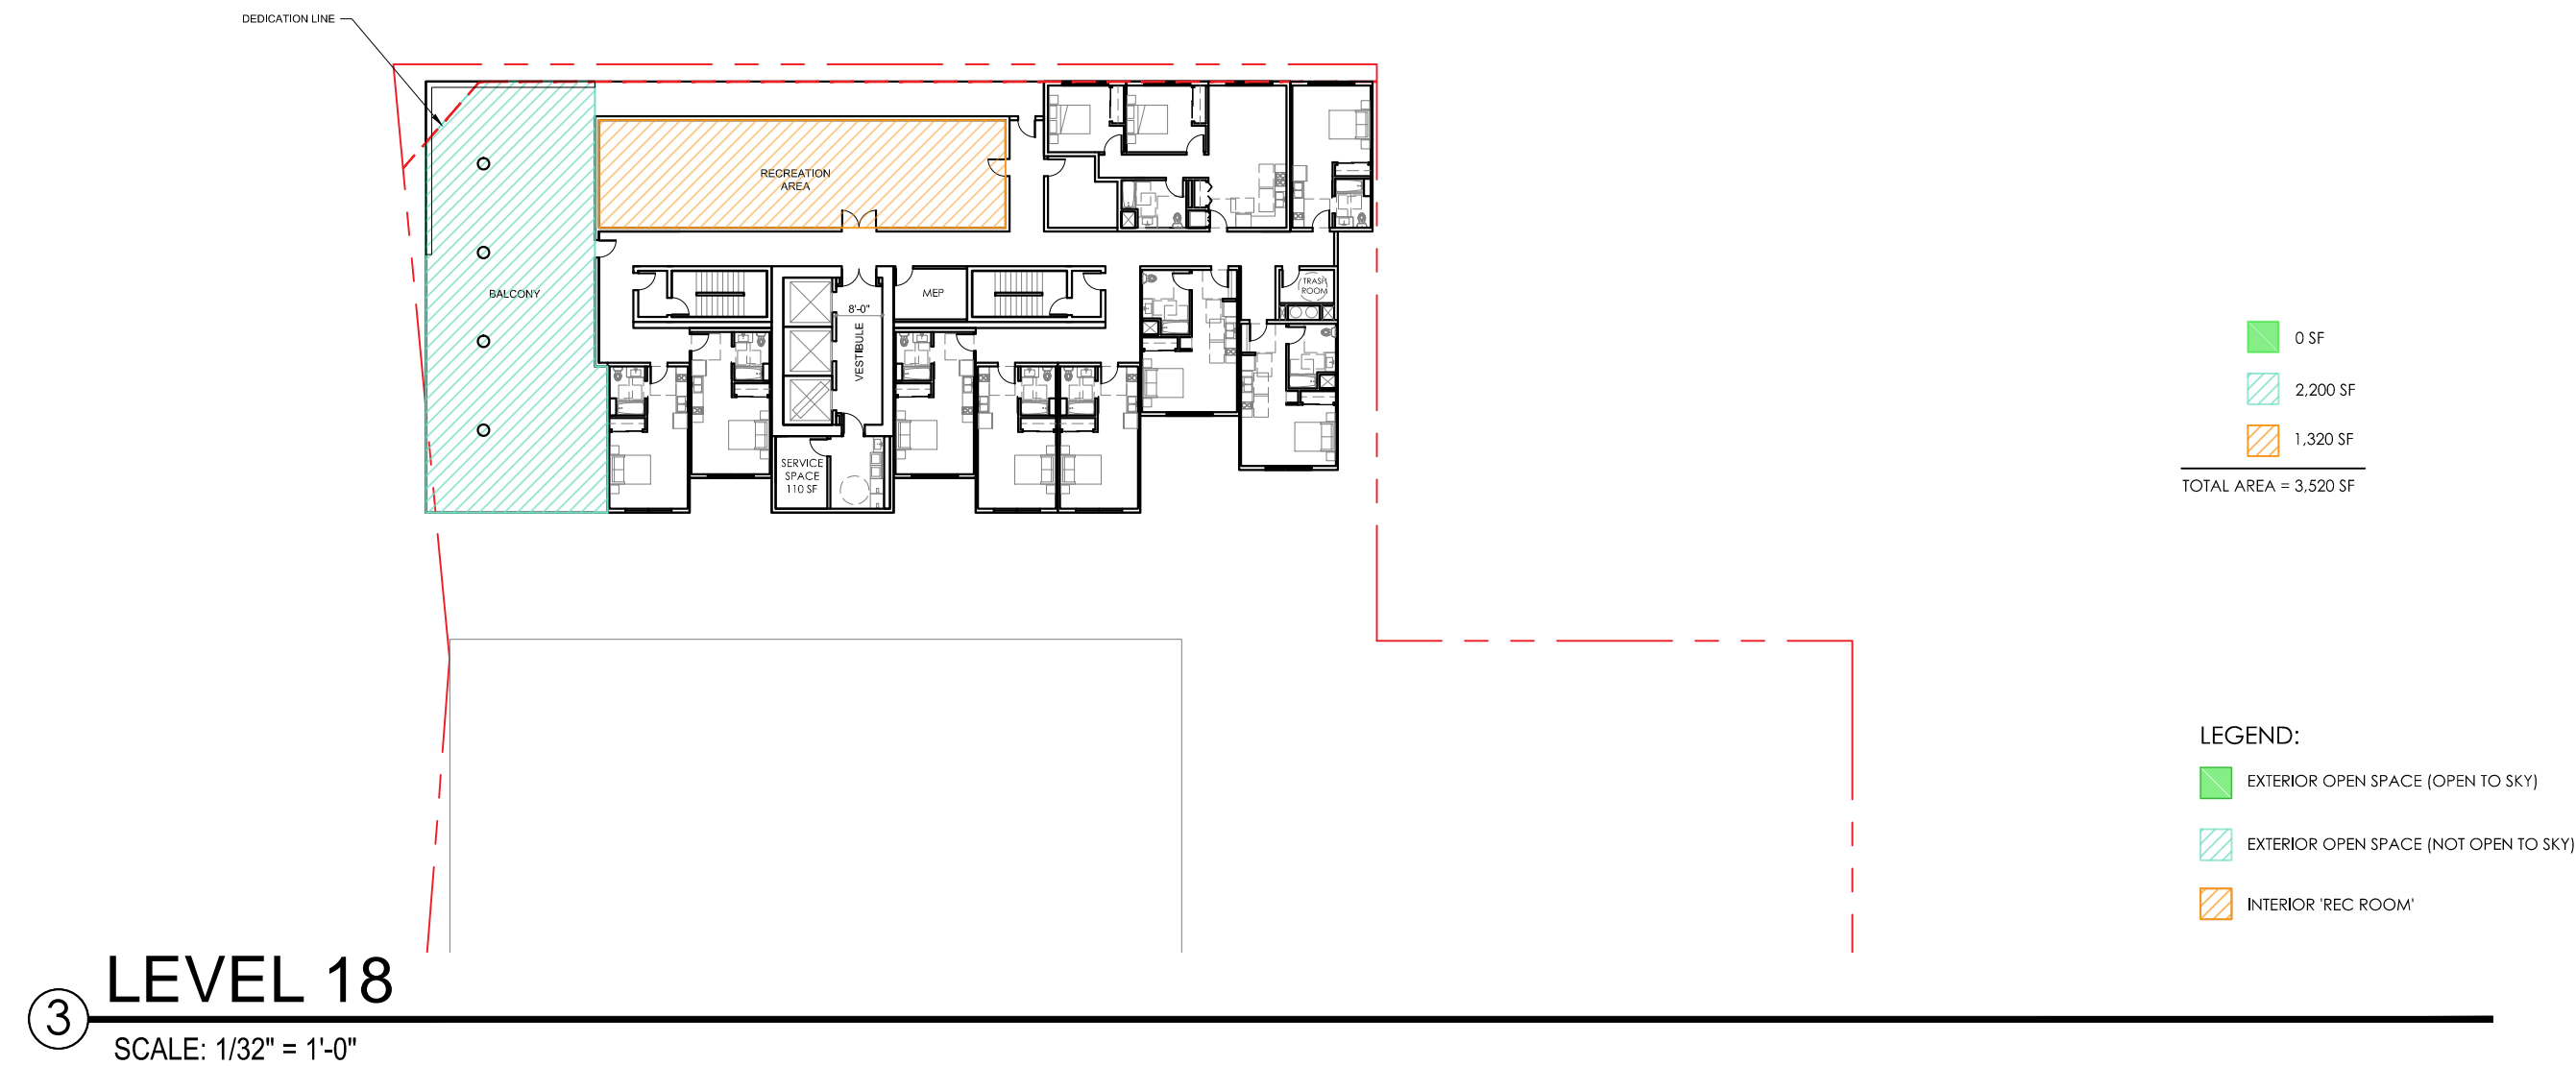 DEDICATION LINE
RECREATION
AREA
BALCONY
MEP
8'-0"
VESTIBULE
TRASH
ROOM
SERVICE
SPACE
110 SF
0 SF
2,200 SF
1,320 SF
TOTAL AREA = 3,520 SF
LEGEND:
EXTERIOR OPEN SPACE (OPEN TO SKY)
EXTERIOR OPEN SPACE (NOT OPEN TO SKY)
INTERIOR 'REC ROOM'
3
LEVEL 18
SCALE: 1/32" = 1'-0"